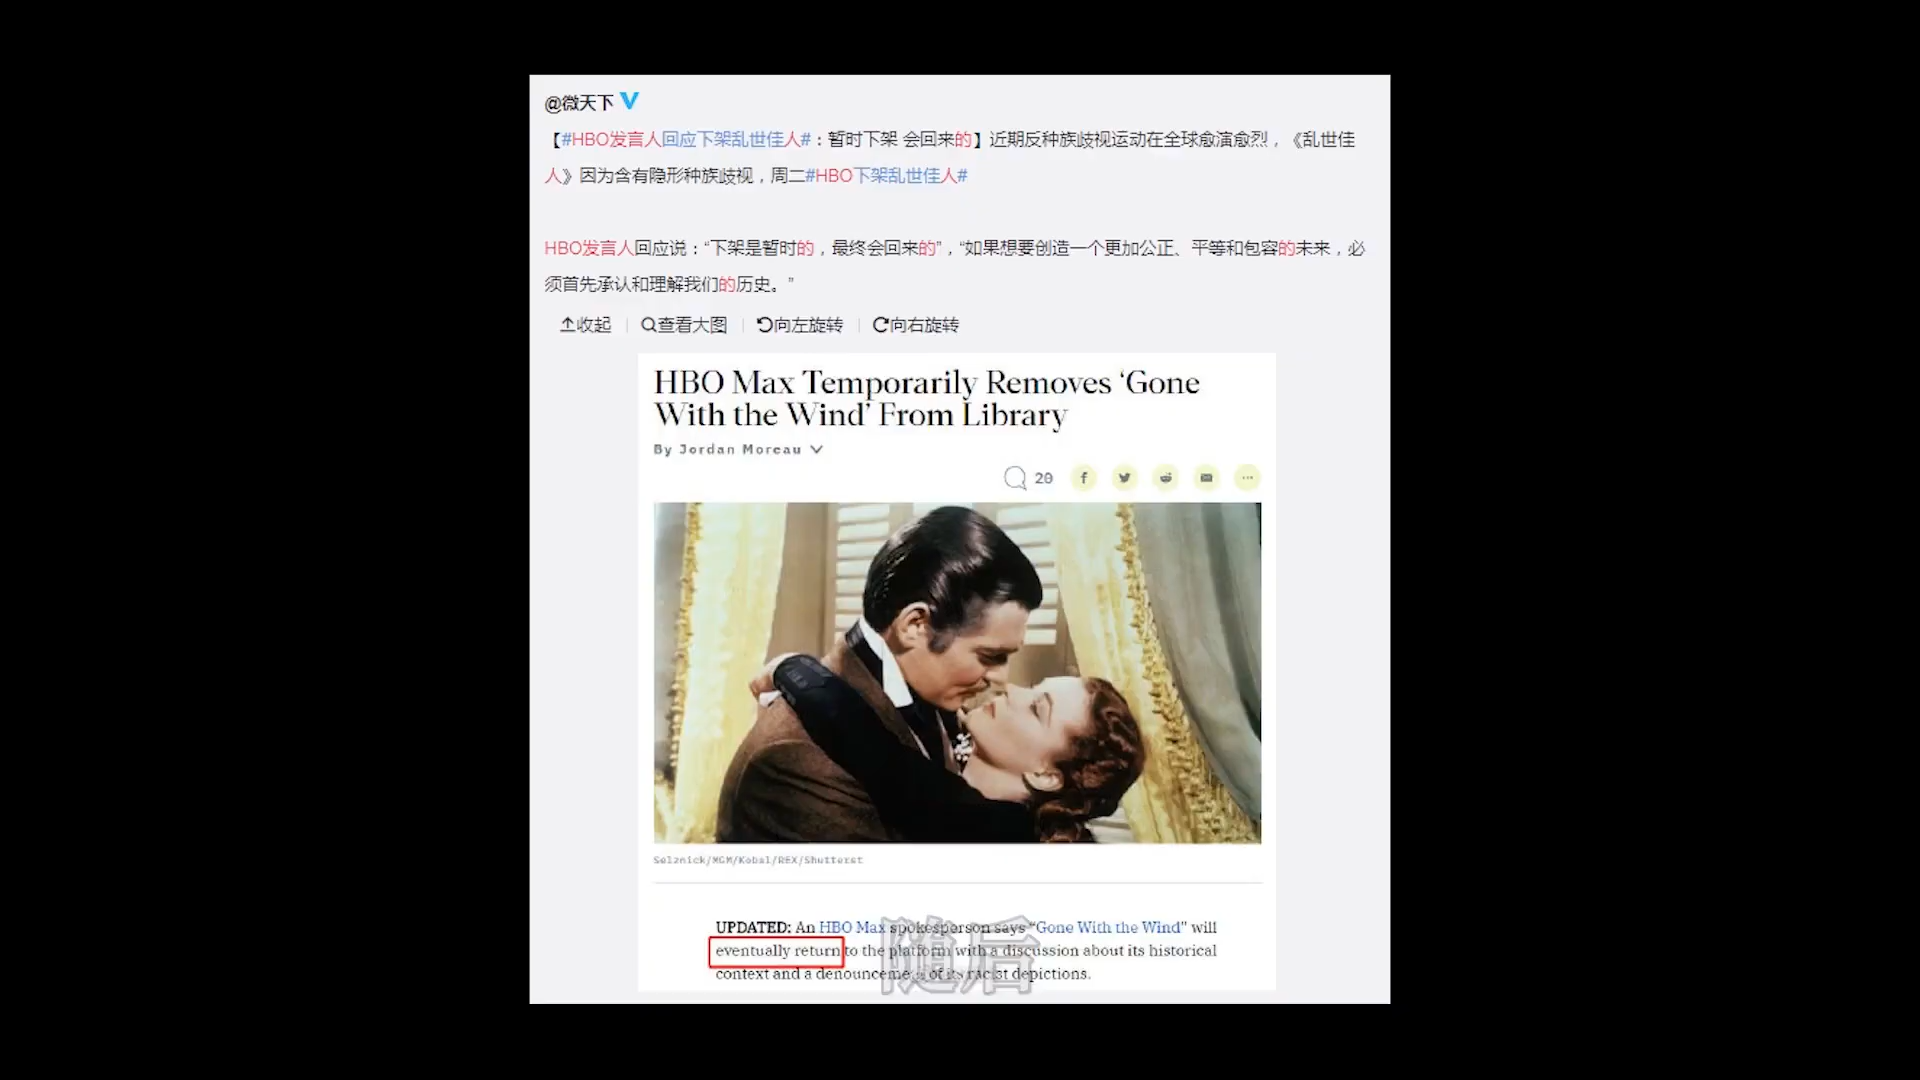 @微天下
【#HBO发言人回应下架乱世佳人#：暂时下架 会回来的】近期反种族歧视运动在全球愈演愈烈，《乱世佳
人》因为含有隐形种族歧视，周二#HBO下架乱世佳人#
HBO发言人回应说：“下架是暂时的，最终会回来的”，“如果想要创造一个更加公正、平等和包容的未来，必
须首先承认和理解我们的历史。”
收起 查看大图 向左旋转 向右旋转
HBO Max Temporarily Removes ‘Gone
With the Wind’ From Library
By Jordan Moreau
20
Selznick/MGM/Kobal/REX/Shutterst
UPDATED: An HBO Max spokesperson says “Gone With the Wind” will
eventually return to the platform with a discussion about its historical
context and a denouncement of its racist depictions.
随后